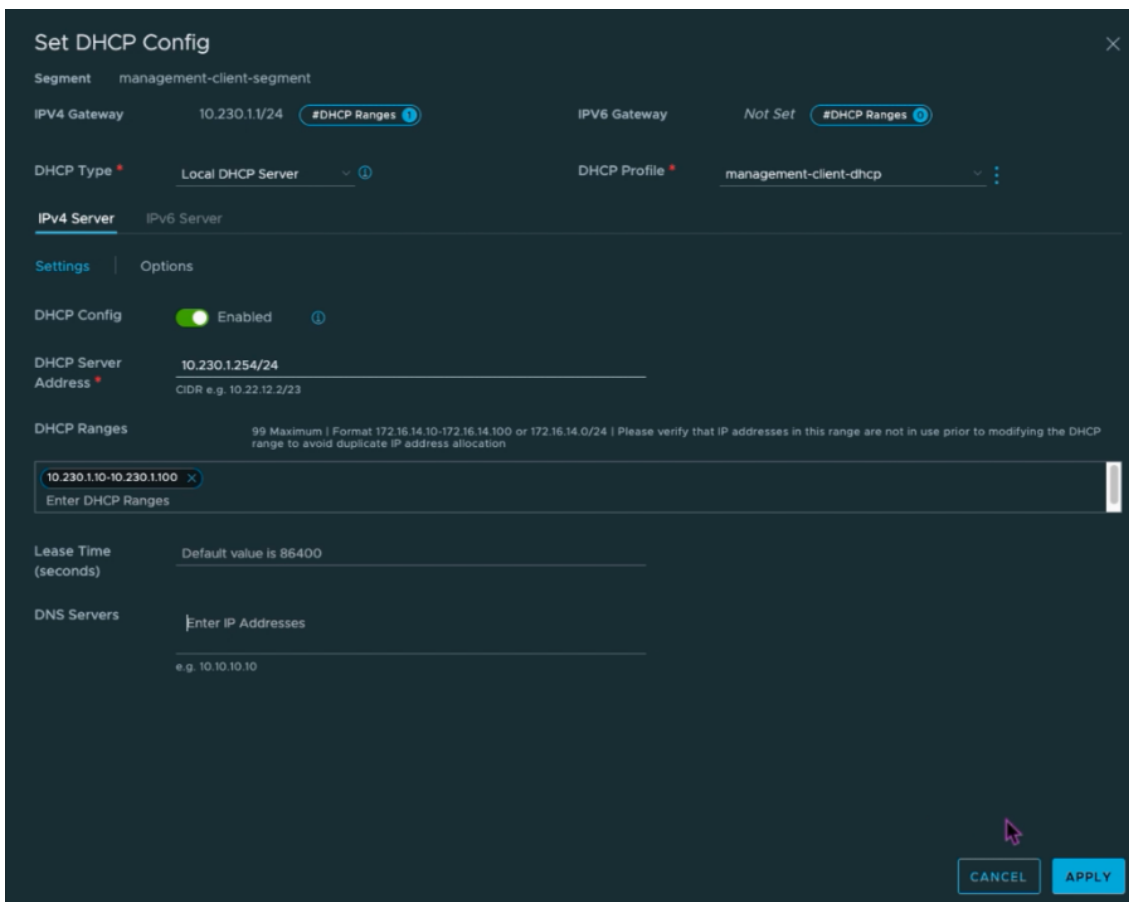 Set DHCP Config
Segment management-client-segment
IPV4 Gateway 10.230.1.1/24 #DHCP Ranges 1 IPV6 Gateway Not Set #DHCP Ranges 0
DHCP Type * Local DHCP Server DHCP Profile * management-client-dhcp
IPv4 Server IPv6 Server
Settings Options
DHCP Config Enabled
DHCP Server
Address * 10.230.1.254/24
CIDR e.g. 10.22.12.2/23
DHCP Ranges 99 Maximum | Format 172.16.14.10-172.16.14.100 or 172.16.14.0/24 | Please verify that IP addresses in this range are not in use prior to modifying the DHCP
range to avoid duplicate IP address allocation
10.230.1.10-10.230.1.100
Enter DHCP Ranges
Lease Time
(seconds) Default value is 86400
DNS Servers Enter IP Addresses
e.g. 10.10.10.10
CANCEL APPLY